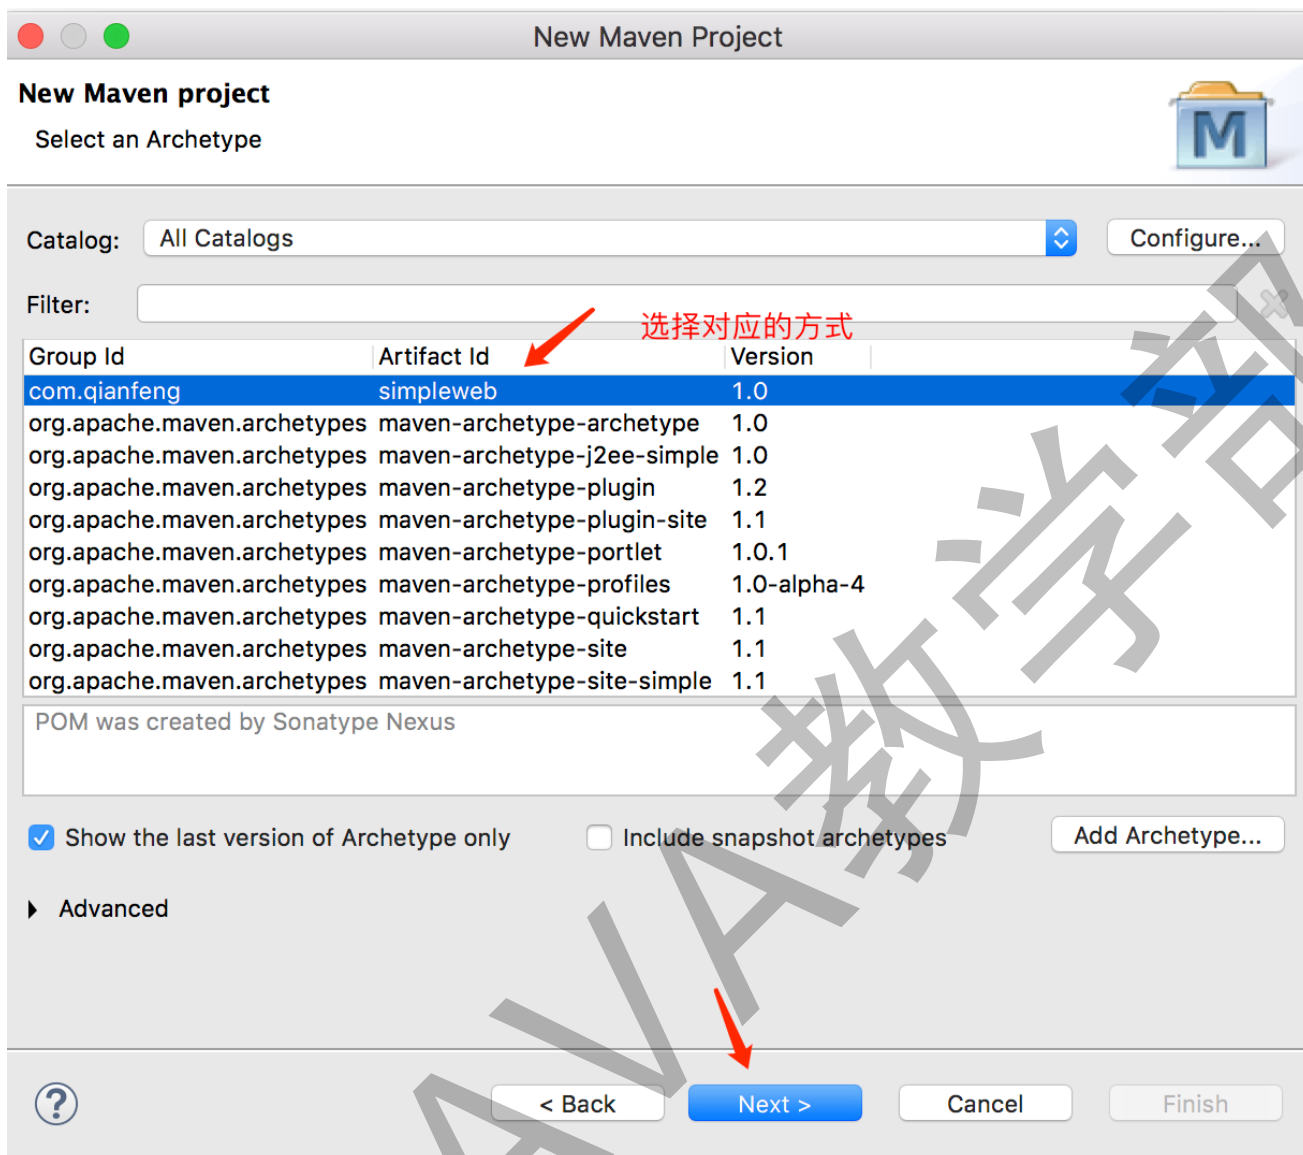 New Maven Project
New Maven project
Select an Archetype
M
Catalog: All Catalogs Configure...
Filter:
选择对应的方式
Group Id Artifact Id Version
com.qianfeng simpleweb 1.0
org.apache.maven.archetypes maven-archetype-archetype 1.0
org.apache.maven.archetypes maven-archetype-j2ee-simple 1.0
org.apache.maven.archetypes maven-archetype-plugin 1.2
org.apache.maven.archetypes maven-archetype-plugin-site 1.1
org.apache.maven.archetypes maven-archetype-portlet 1.0.1
org.apache.maven.archetypes maven-archetype-profiles 1.0-alpha-4
org.apache.maven.archetypes maven-archetype-quickstart 1.1
org.apache.maven.archetypes maven-archetype-site 1.1
org.apache.maven.archetypes maven-archetype-site-simple 1.1
POM was created by Sonatype Nexus
Show the last version of Archetype only Include snapshot archetypes Add Archetype...
Advanced
? < Back Next > Cancel Finish
AVA教学部